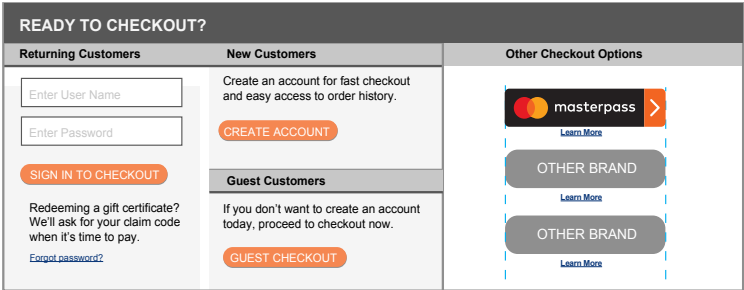 READY TO CHECKOUT?
Returning Customers
Enter User Name
Enter Password
SIGN IN TO CHECKOUT
Redeeming a gift certificate?
We'll ask for your claim code
when it's time to pay.
Forgot password?
New Customers
Create an account for fast checkout
and easy access to order history.
CREATE ACCOUNT
Guest Customers
If you don't want to create an account
today, proceed to checkout now.
GUEST CHECKOUT
Other Checkout Options
masterpass
Learn More
OTHER BRAND
Learn More
OTHER BRAND
Learn More